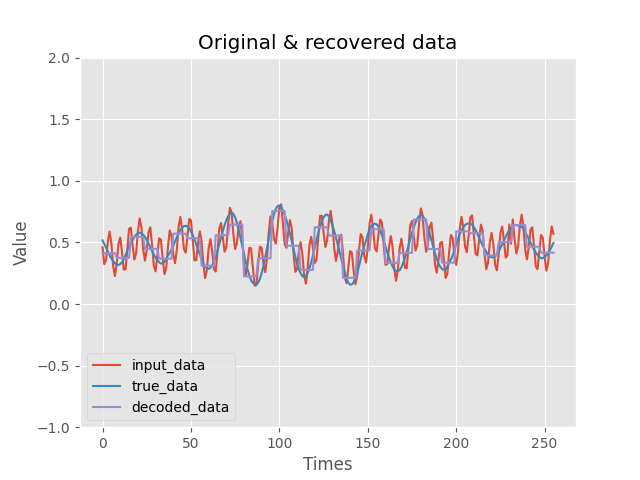 Original & recovered data
2.0
1.5
1.0
0.5
0.0
−0.5
−1.0
Value
input_data
true_data
decoded_data
0 50 100 150 200 250
Times